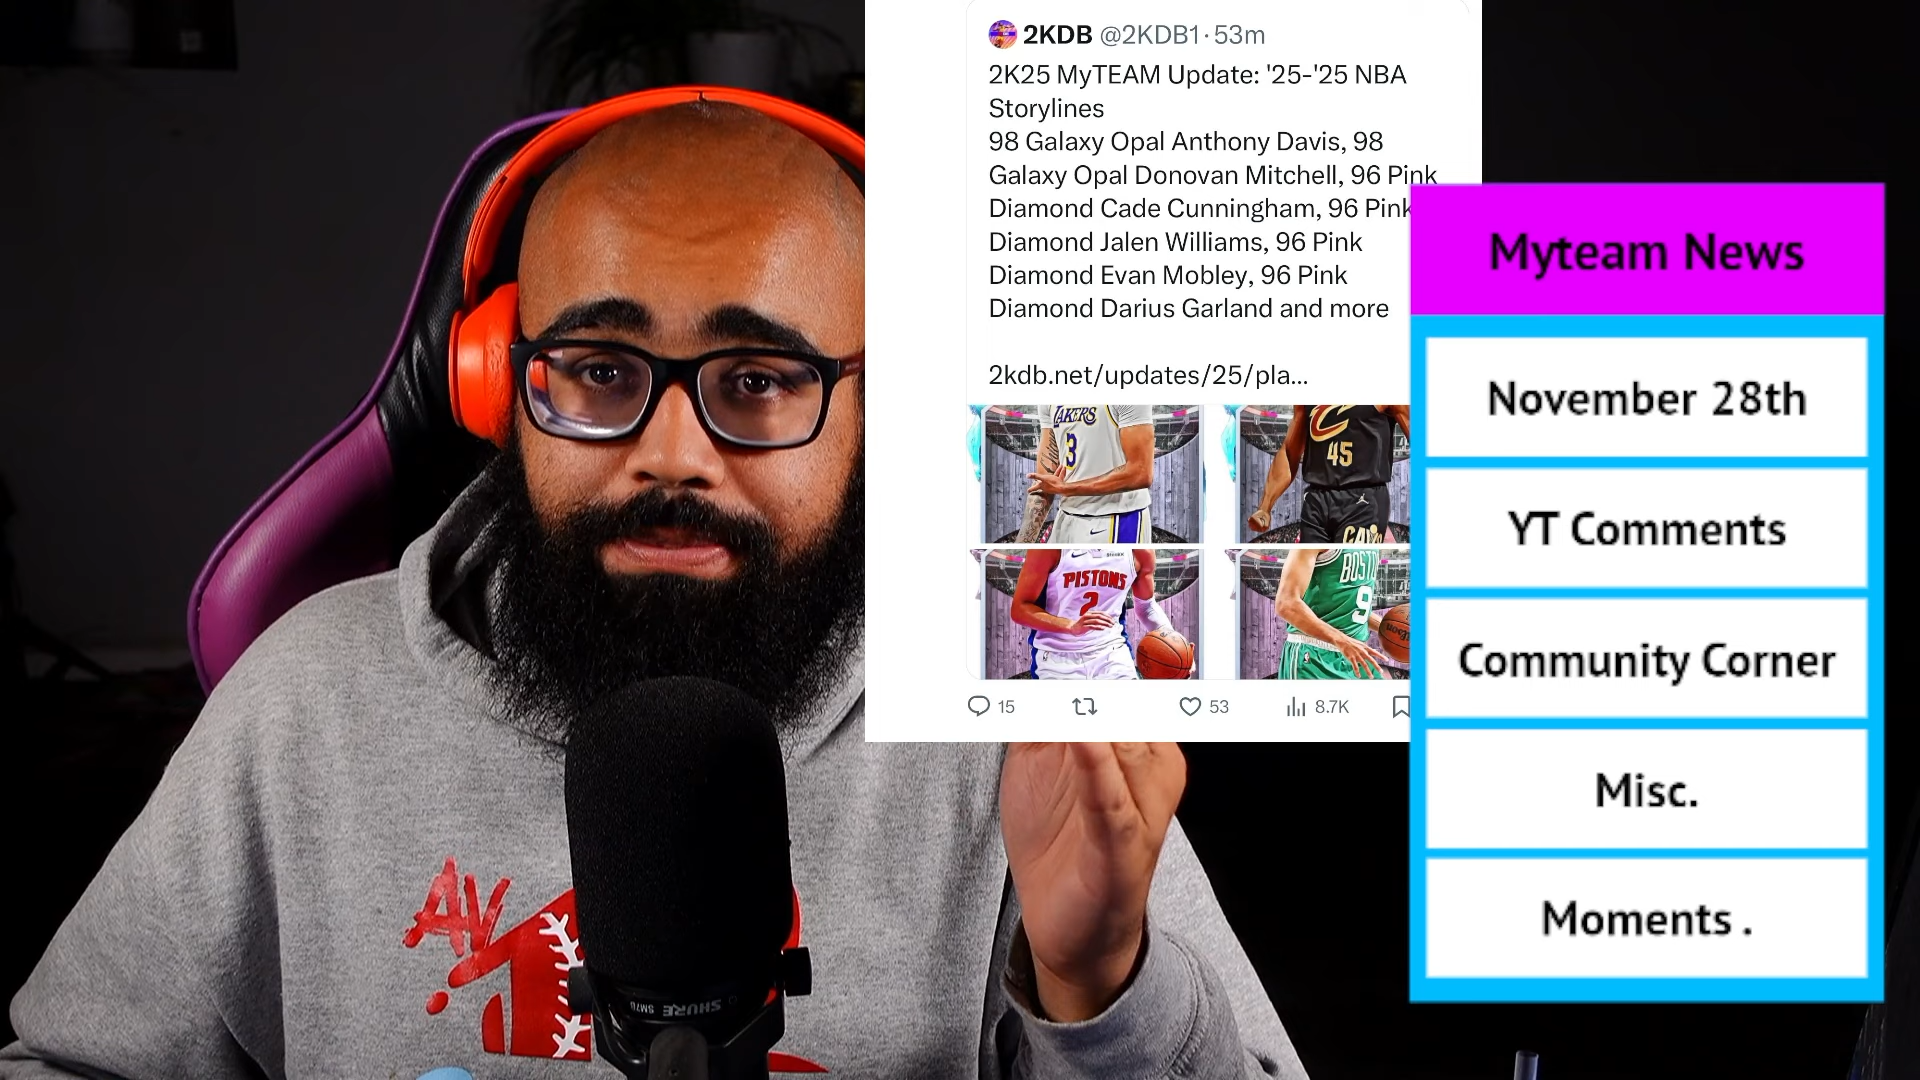 2KDB @2KDB1 · 53m
2K25 MyTEAM Update: '25-'25 NBA
Storylines
98 Galaxy Opal Anthony Davis, 98
Galaxy Opal Donovan Mitchell, 96 Pink
Diamond Cade Cunningham, 96 Pink
Diamond Jalen Williams, 96 Pink
Diamond Evan Mobley, 96 Pink
Diamond Darius Garland and more
2kdb.net/updates/25/pla...
LAKERS
3
45
PISTONS
2
BOSTO
9
15
53
8.7K
Myteam News
November 28th
YT Comments
Community Corner
Misc.
Moments .
AV
SHURE SM7B